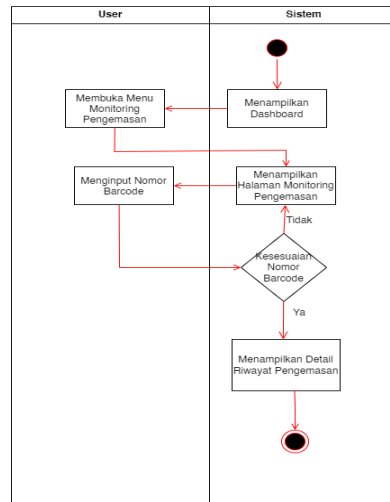 User
Sistem
Menampilkan
Dashboard
Membuka Menu
Monitoring
Pengemasan
Menampilkan
Halaman Monitoring
Pengemasan
Menginput Nomor
Barcode
Tidak
Kesesuaian
Nomor
Barcode
Ya
Menampilkan Detail
Riwayat Pengemasan